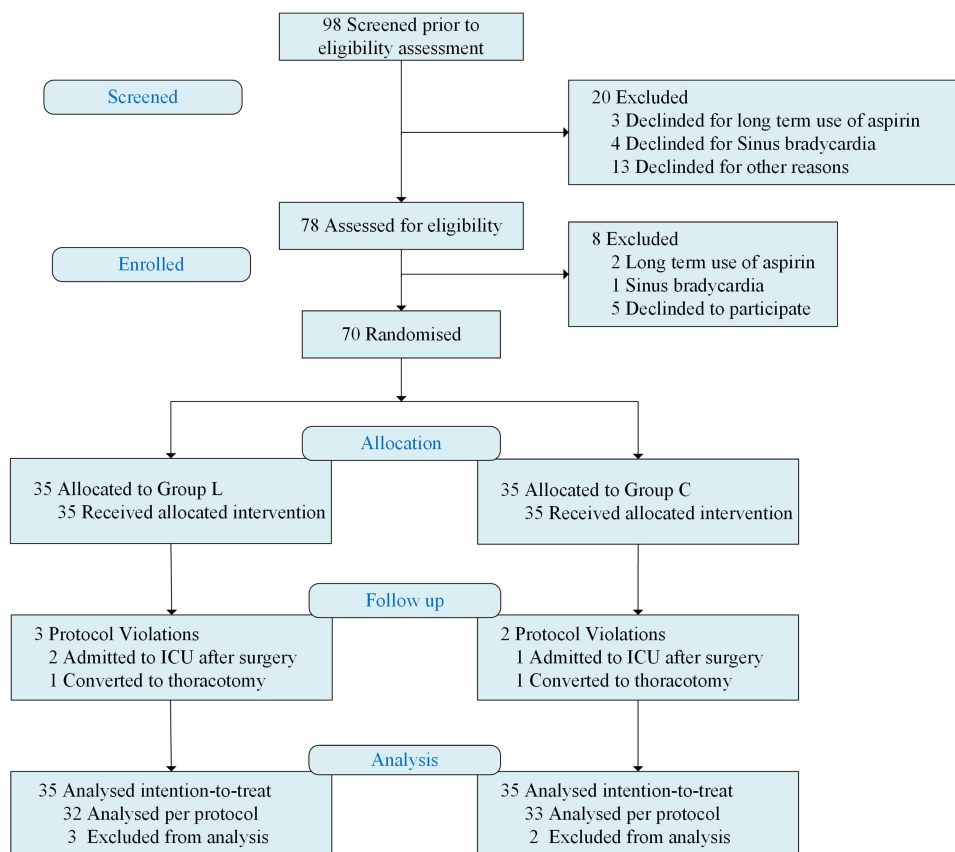 98 Screened prior to
eligibility assessment
Screened
20 Excluded
3 Declinded for long term use of aspirin
4 Declinded for Sinus bradycardia
13 Declinded for other reasons
78 Assessed for eligibility
Enrolled
8 Excluded
2 Long term use of aspirin
1 Sinus bradycardia
5 Declinded to participate
70 Randomised
Allocation
35 Allocated to Group L
35 Received allocated intervention
35 Allocated to Group C
35 Received allocated intervention
Follow up
3 Protocol Violations
2 Admitted to ICU after surgery
1 Converted to thoracotomy
2 Protocol Violations
1 Admitted to ICU after surgery
1 Converted to thoracotomy
Analysis
35 Analysed intention-to-treat
32 Analysed per protocol
3 Excluded from analysis
35 Analysed intention-to-treat
33 Analysed per protocol
2 Excluded from analysis